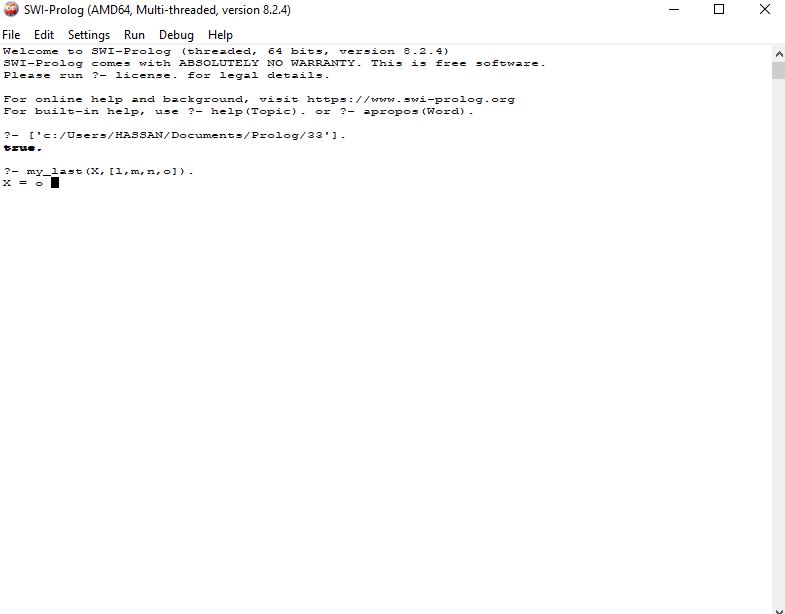 SWI-Prolog (AMD64, Multi-threaded, version 8.2.4)
File Edit Settings Run Debug Help
Welcome to SWI-Prolog (threaded, 64 bits, version 8.2.4)
SWI-Prolog comes with ABSOLUTELY NO WARRANTY. This is free software.
Please run ?- license. for legal details.
For online help and background, visit https://www.swi-prolog.org
For built-in help, use ?- help(Topic). or ?- apropos(Word).
?- ['c:/Users/HASSAN/Documents/Prolog/33'].
true.
?- my_last(X,[l,m,n,o]).
X = o